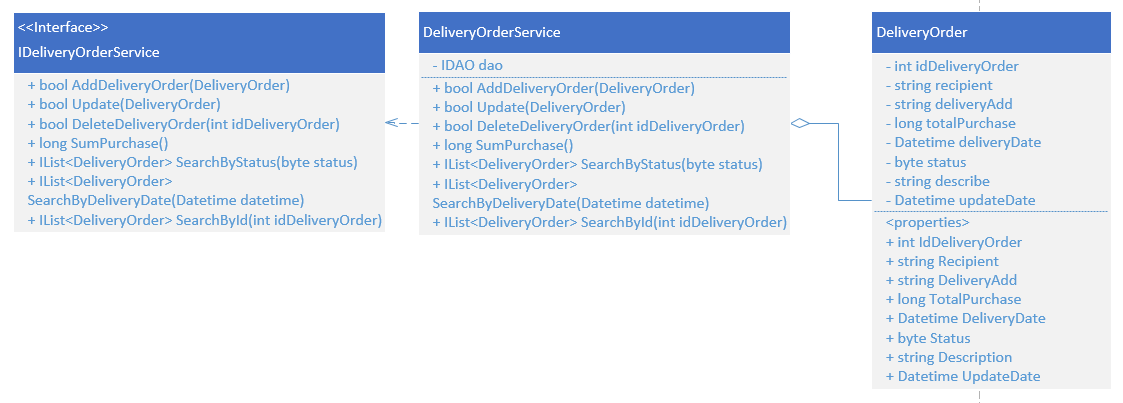 <<Interface>>
IDeliveryOrderService
+ bool AddDeliveryOrder(DeliveryOrder)
+ bool Update(DeliveryOrder)
+ bool DeleteDeliveryOrder(int idDeliveryOrder)
+ long SumPurchase()
+ IList<DeliveryOrder> SearchByStatus(byte status)
+ IList<DeliveryOrder>
SearchByDeliveryDate(Datetime datetime)
+ IList<DeliveryOrder> SearchById(int idDeliveryOrder)
DeliveryOrderService
- IDAO dao
+ bool AddDeliveryOrder(DeliveryOrder)
+ bool Update(DeliveryOrder)
+ bool DeleteDeliveryOrder(int idDeliveryOrder)
+ long SumPurchase()
+ IList<DeliveryOrder> SearchByStatus(byte status)
+ IList<DeliveryOrder>
SearchByDeliveryDate(Datetime datetime)
+ IList<DeliveryOrder> SearchById(int idDeliveryOrder)
DeliveryOrder
- int idDeliveryOrder
- string recipient
- string deliveryAdd
- long totalPurchase
- Datetime deliveryDate
- byte status
- string describe
- Datetime updateDate
<properties>
+ int IdDeliveryOrder
+ string Recipient
+ string DeliveryAdd
+ long TotalPurchase
+ Datetime DeliveryDate
+ byte Status
+ string Description
+ Datetime UpdateDate